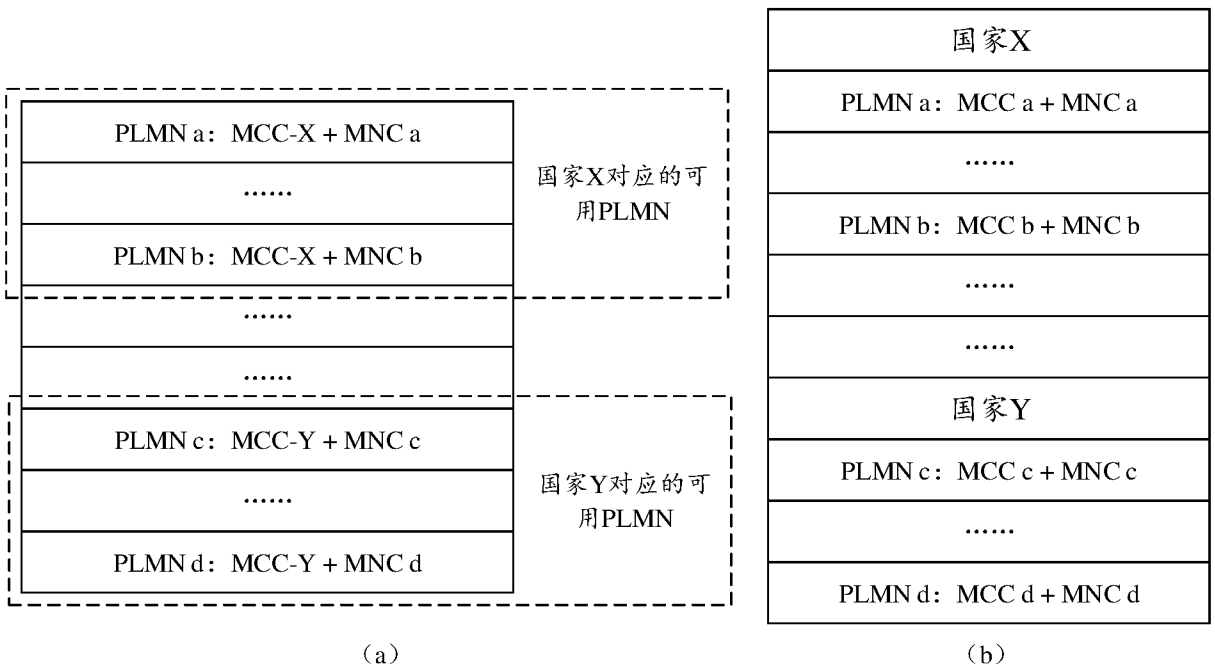 PLMN a：MCC-X + MNC a
……
PLMN b：MCC-X + MNC b
国家X对应的可
用PLMN
……
……
PLMN c：MCC-Y + MNC c
……
PLMN d：MCC-Y + MNC d
国家Y对应的可
用PLMN
（a）
国家X
PLMN a：MCC a + MNC a
……
PLMN b：MCC b + MNC b
……
……
国家Y
PLMN c：MCC c + MNC c
……
PLMN d：MCC d + MNC d
（b）